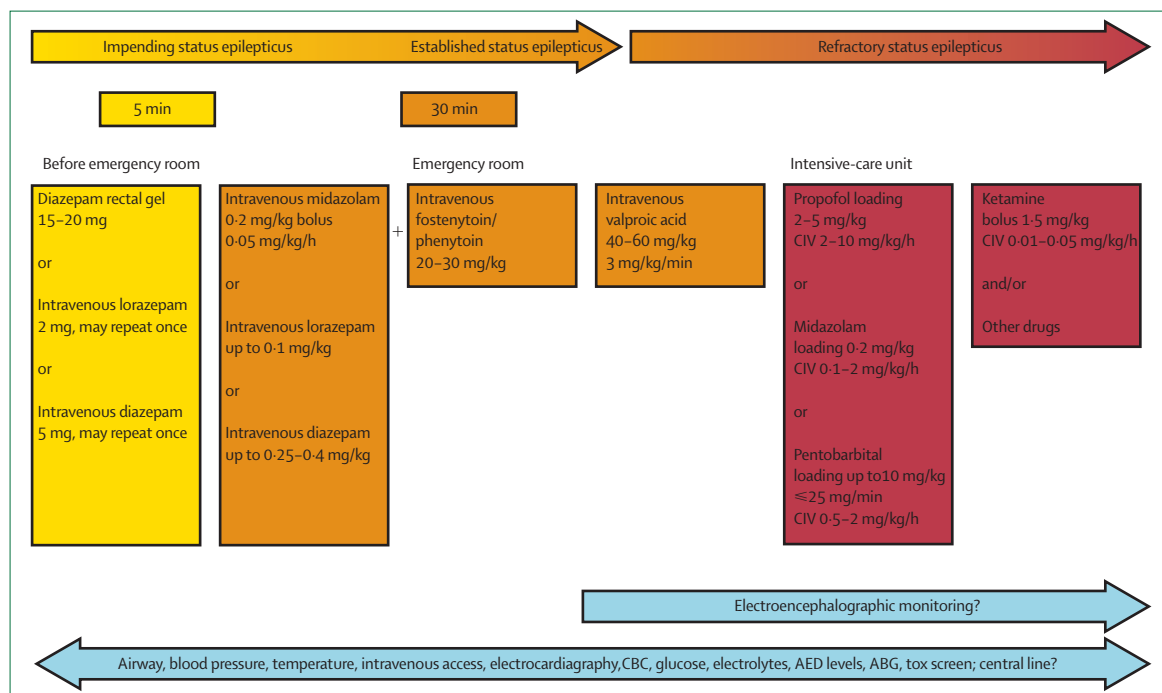 Impending status epilepticus
Established status epilepticus
Refractory status epilepticus
5 min
30 min
Before emergency room
Emergency room
Intensive-care unit
Diazepam rectal gel
15–20 mg
or
Intravenous lorazepam
2 mg, may repeat once
or
Intravenous diazepam
5 mg, may repeat once
Intravenous midazolam
0·2 mg/kg bolus
0·05 mg/kg/h
or
Intravenous lorazepam
up to 0·1 mg/kg
or
Intravenous diazepam
up to 0·25–0·4 mg/kg
+
Intravenous
fostenytoin/
phenytoin
20–30 mg/kg
Intravenous
valproic acid
40–60 mg/kg
3 mg/kg/min
Propofol loading
2–5 mg/kg
CIV 2–10 mg/kg/h
or
Midazolam
loading 0·2 mg/kg
CIV 0·1–2 mg/kg/h
or
Pentobarbital
loading up to10 mg/kg
≤25 mg/min
CIV 0·5–2 mg/kg/h
Ketamine
bolus 1·5 mg/kg
CIV 0·01–0·05 mg/kg/h
and/or
Other drugs
Electroencephalographic monitoring?
Airway, blood pressure, temperature, intravenous access, electrocardiagraphy,CBC, glucose, electrolytes, AED levels, ABG, tox screen; central line?